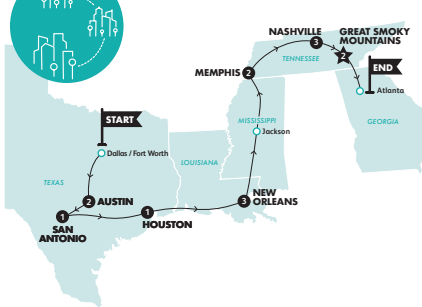 NASHVILLE
3
GREAT SMOKY
MOUNTAINS
2
TENNESSEE
MEMPHIS
2
END
Atlanta
GEORGIA
MISSISSIPPI
Jackson
START
Dallas / Fort Worth
LOUISIANA
TEXAS
2
AUSTIN
1
SAN
ANTONIO
1
HOUSTON
3
NEW
ORLEANS